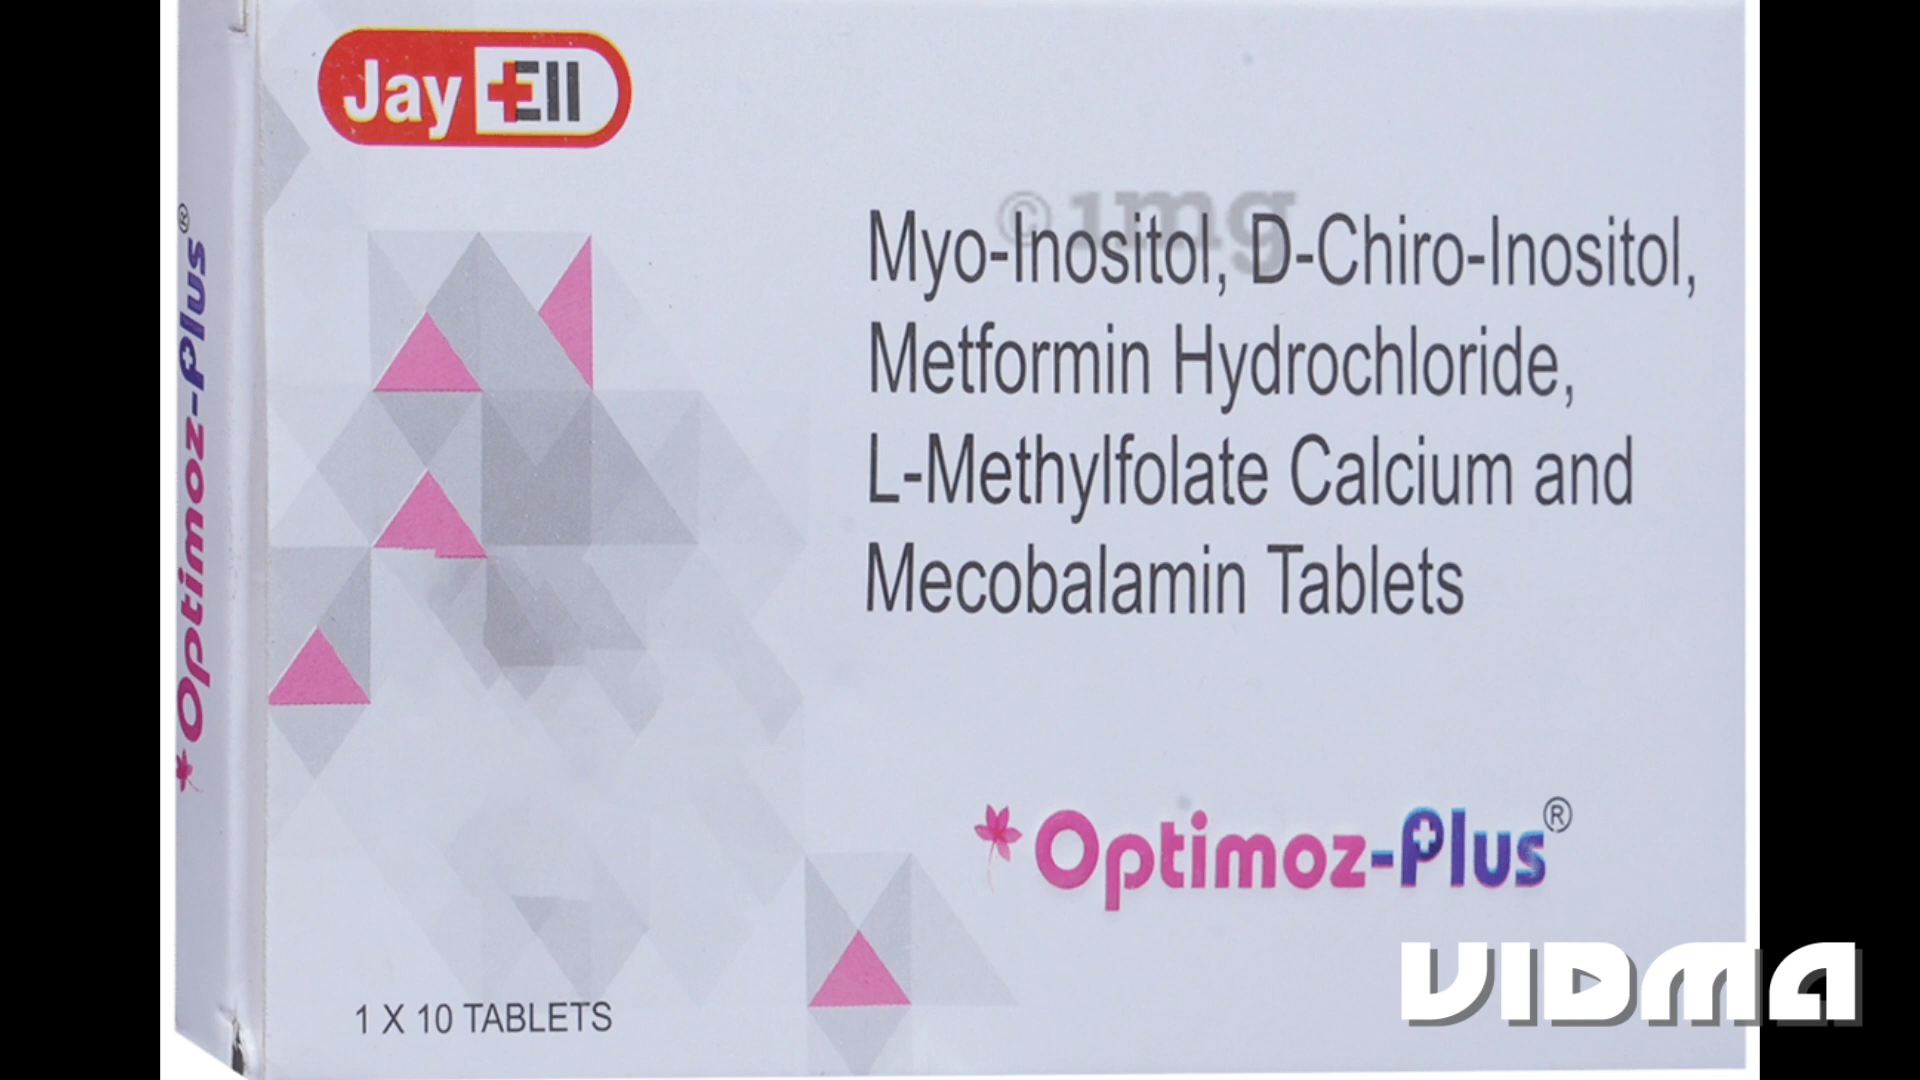 Jay Ell
© 1mg
Myo-Inositol, D-Chiro-Inositol,
Metformin Hydrochloride,
L-Methylfolate Calcium and
Mecobalamin Tablets
Optimoz-Plus®
Optimoz-Plus®
1 X 10 TABLETS
VIDMA